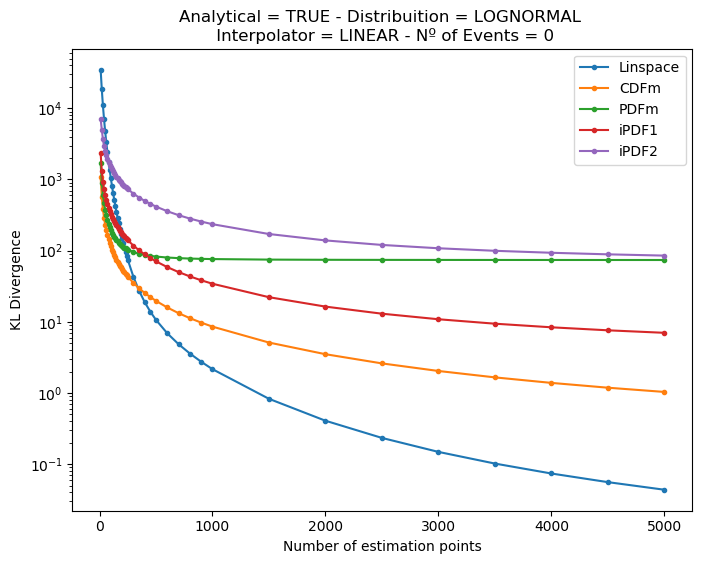 Analytical = TRUE - Distribuition = LOGNORMAL
Interpolator = LINEAR - Nº of Events = 0
Linspace
CDFm
PDFm
iPDF1
iPDF2
KL Divergence
10⁴
10³
10²
10¹
10⁰
10⁻¹
0 1000 2000 3000 4000 5000
Number of estimation points